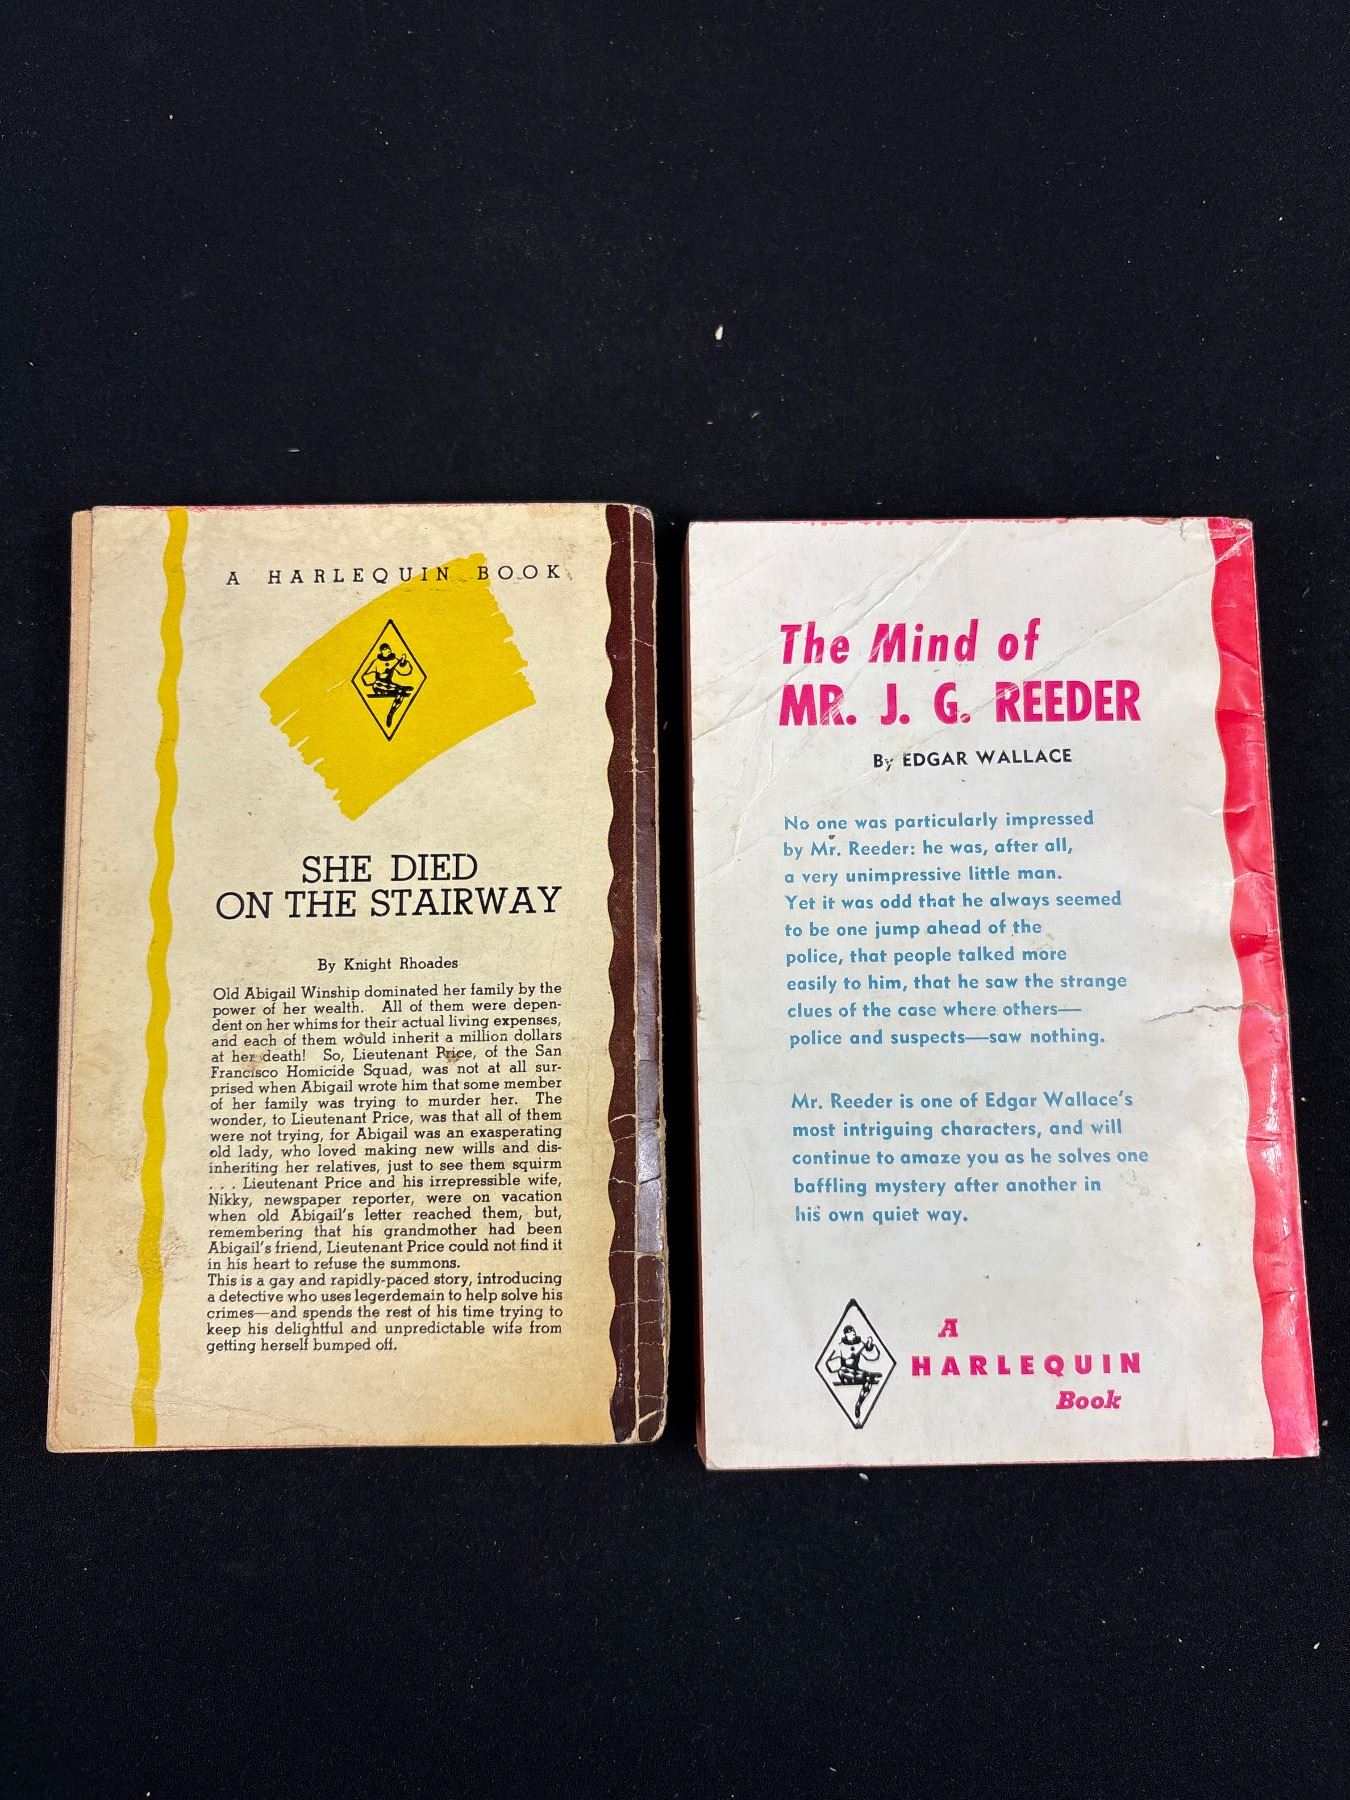 A HARLEQUIN BOOK
SHE DIED
ON THE STAIRWAY
By Knight Rhoades
Old Abigail Winship dominated her family by the
power of her wealth. All of them were depen-
dent on her whims for their actual living expenses,
and each of them would inherit a million dollars
at her death! So, Lieutenant Price, of the San
Francisco Homicide Squad, was not at all sur-
prised when Abigail wrote him that some member
of her family was trying to murder her. The
wonder, to Lieutenant Price, was that all of them
were not trying, for Abigail was an exasperating
old lady, who loved making new wills and dis-
inheriting her relatives, just to see them squirm
. . . Lieutenant Price and his irrepressible wife,
Nikky, newspaper reporter, were on vacation
when old Abigail's letter reached them, but,
remembering that his grandmother had been
Abigail's friend, Lieutenant Price could not find it
in his heart to refuse the summons.
This is a gay and rapidly-paced story, introducing
a detective who uses legerdemain to help solve his
crimes—and spends the rest of his time trying to
keep his delightful and unpredictable wife from
getting herself bumped off.
The Mind of
MR. J. G. REEDER
By EDGAR WALLACE
No one was particularly impressed
by Mr. Reeder: he was, after all,
a very unimpressive little man.
Yet it was odd that he always seemed
to be one jump ahead of the
police, that people talked more
easily to him, that he saw the strange
clues of the case where others—
police and suspects—saw nothing.
Mr. Reeder is one of Edgar Wallace's
most intriguing characters, and will
continue to amaze you as he solves one
baffling mystery after another in
his own quiet way.
A
HARLEQUIN
Book